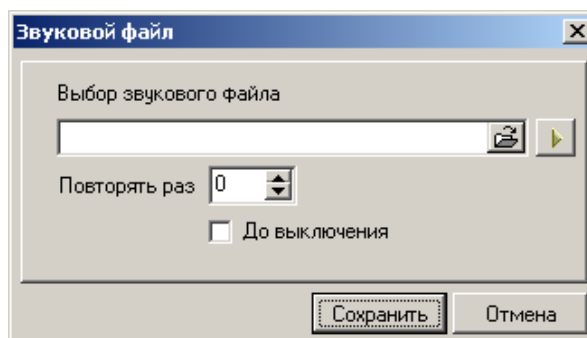 Звуковой файл
Выбор звукового файла
Повторять раз 0
До выключения
Сохранить Отмена